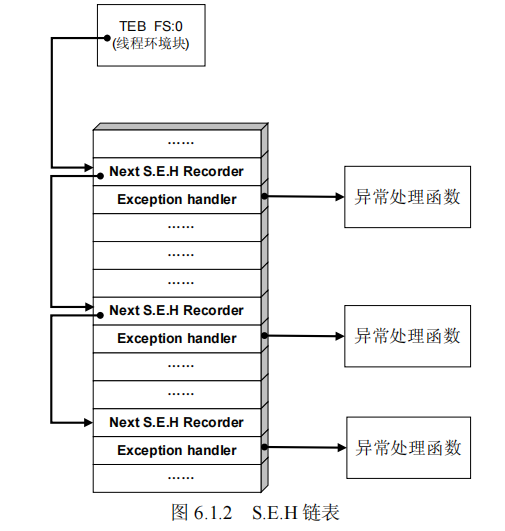 TEB FS:0
(线程环境块)
……
Next S.E.H Recorder
Exception handler
异常处理函数
……
……
……
Next S.E.H Recorder
Exception handler
异常处理函数
……
……
Next S.E.H Recorder
Exception handler
异常处理函数
……
图 6.1.2 S.E.H 链表